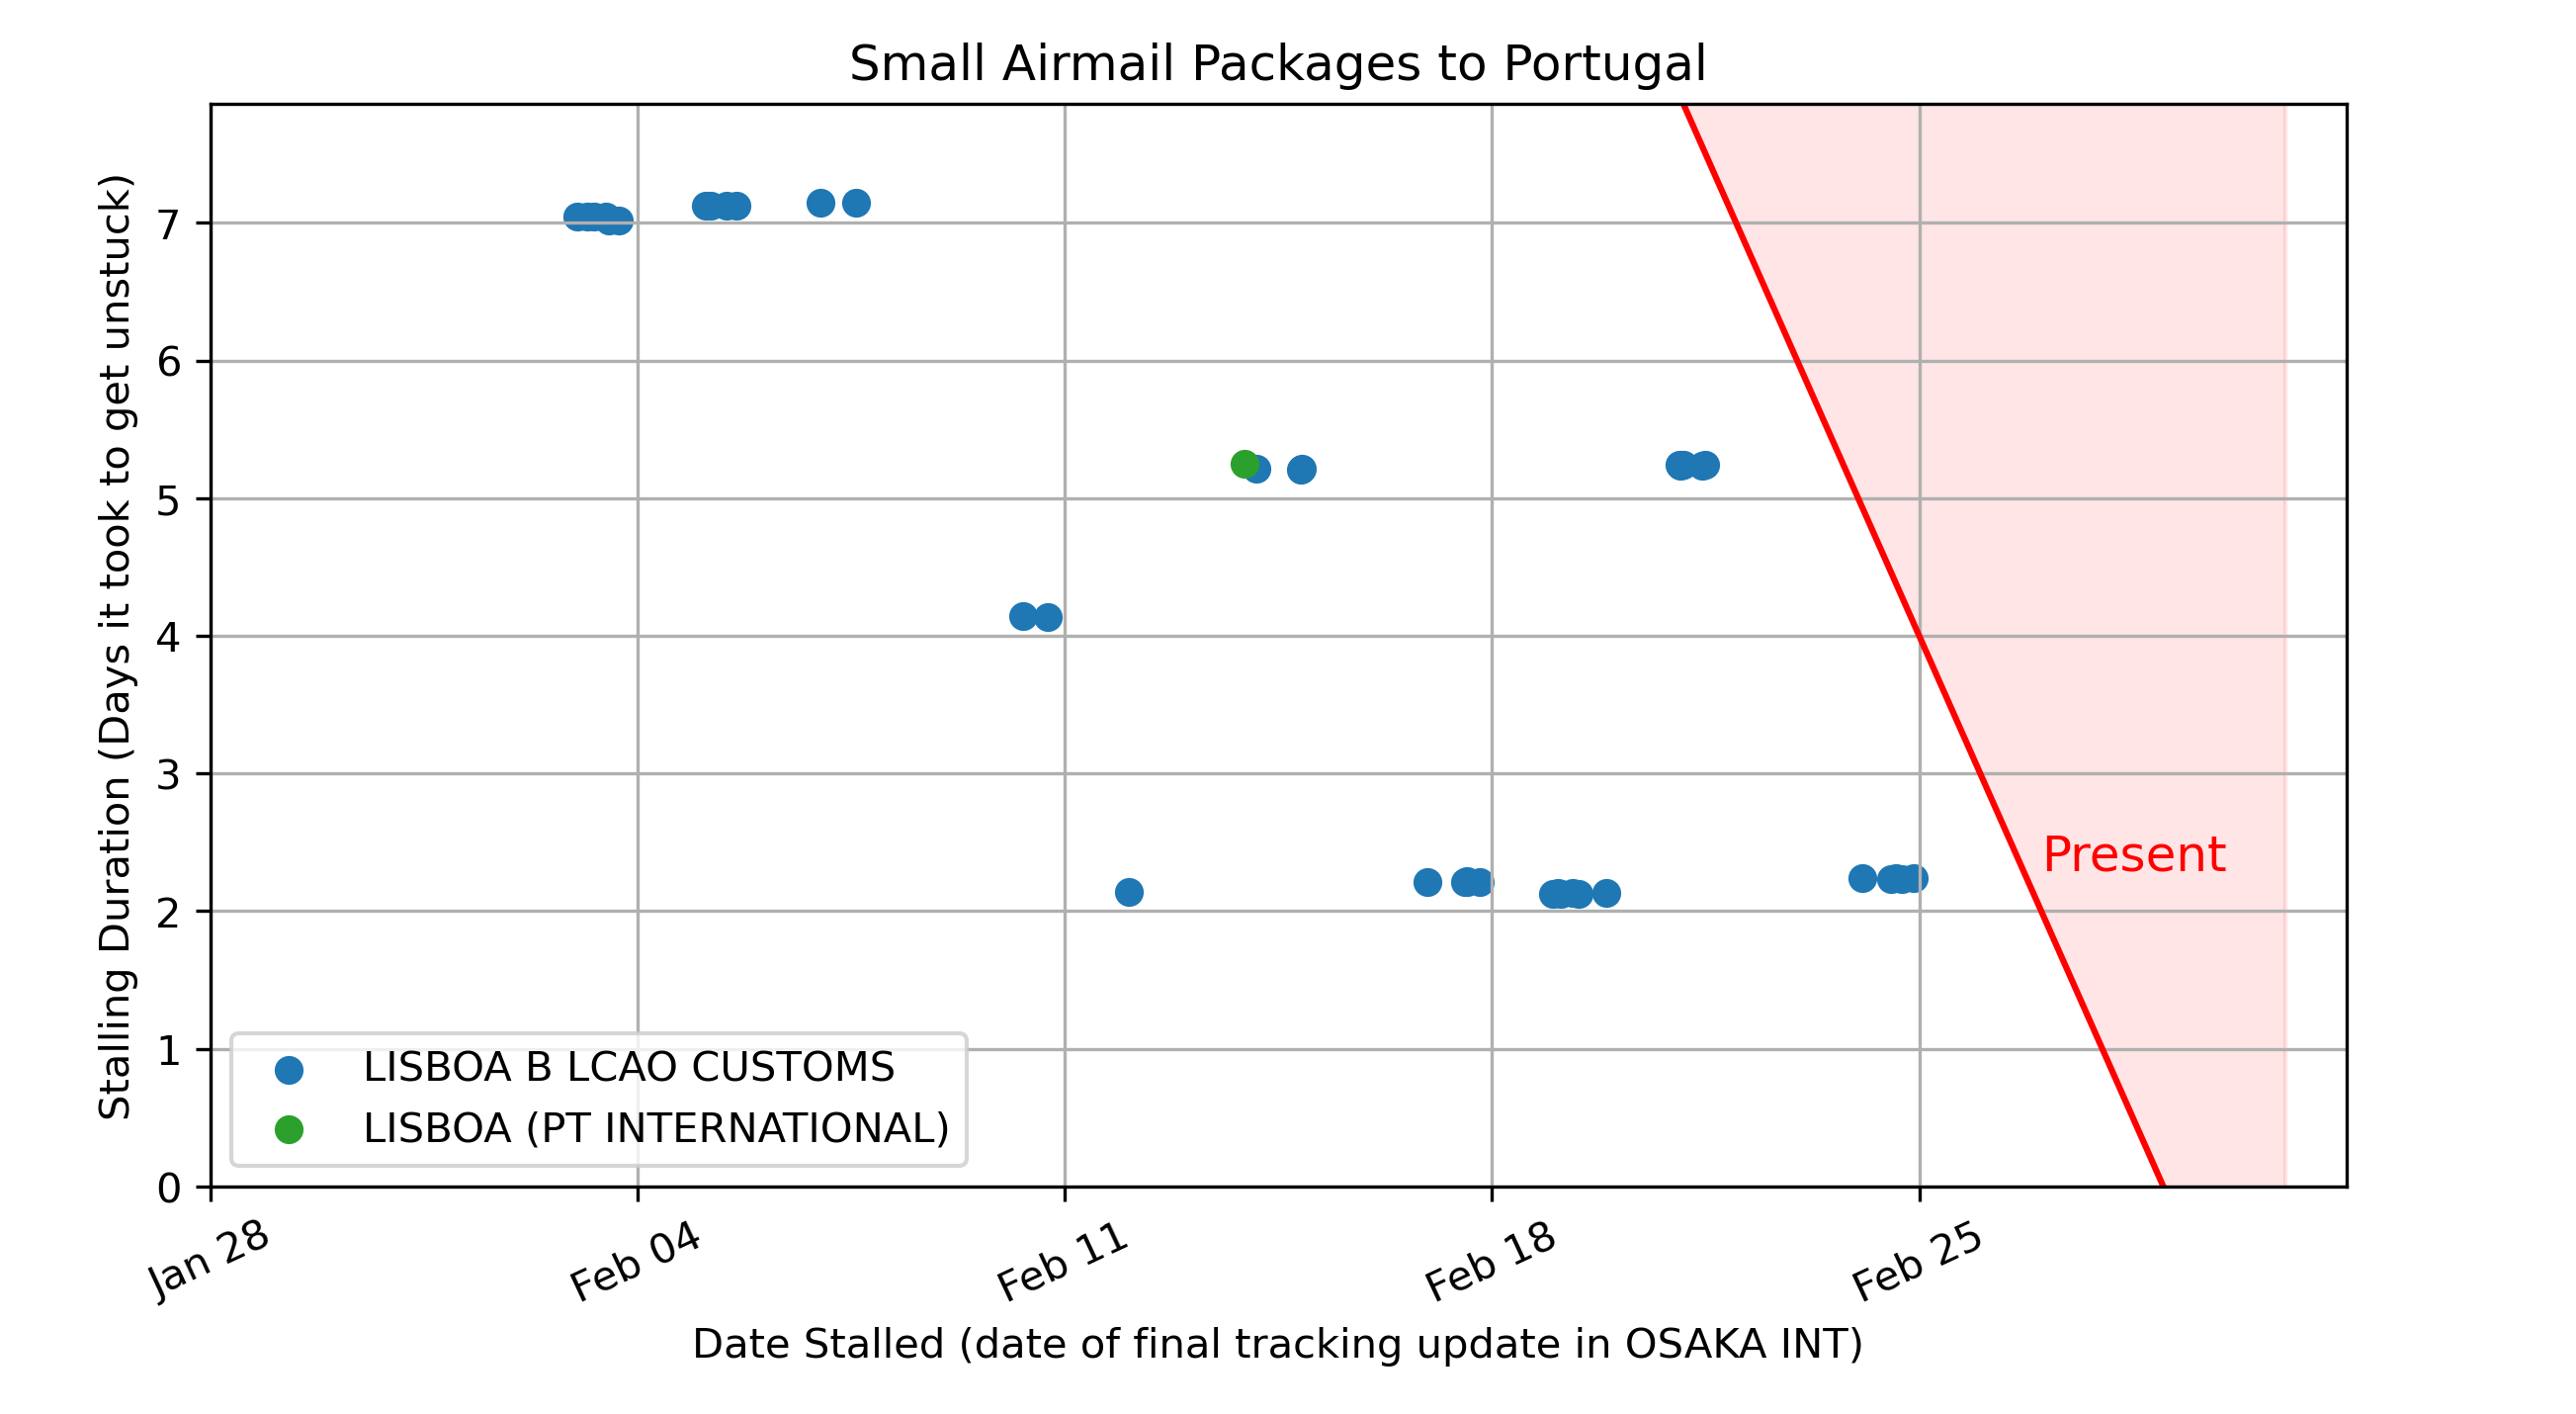 Small Airmail Packages to Portugal
Stalling Duration (Days it took to get unstuck)
7
6
5
4
3
2
1
0
Present
LISBOA B LCAO CUSTOMS
LISBOA (PT INTERNATIONAL)
Jan 28
Feb 04
Feb 11
Feb 18
Feb 25
Date Stalled (date of final tracking update in OSAKA INT)